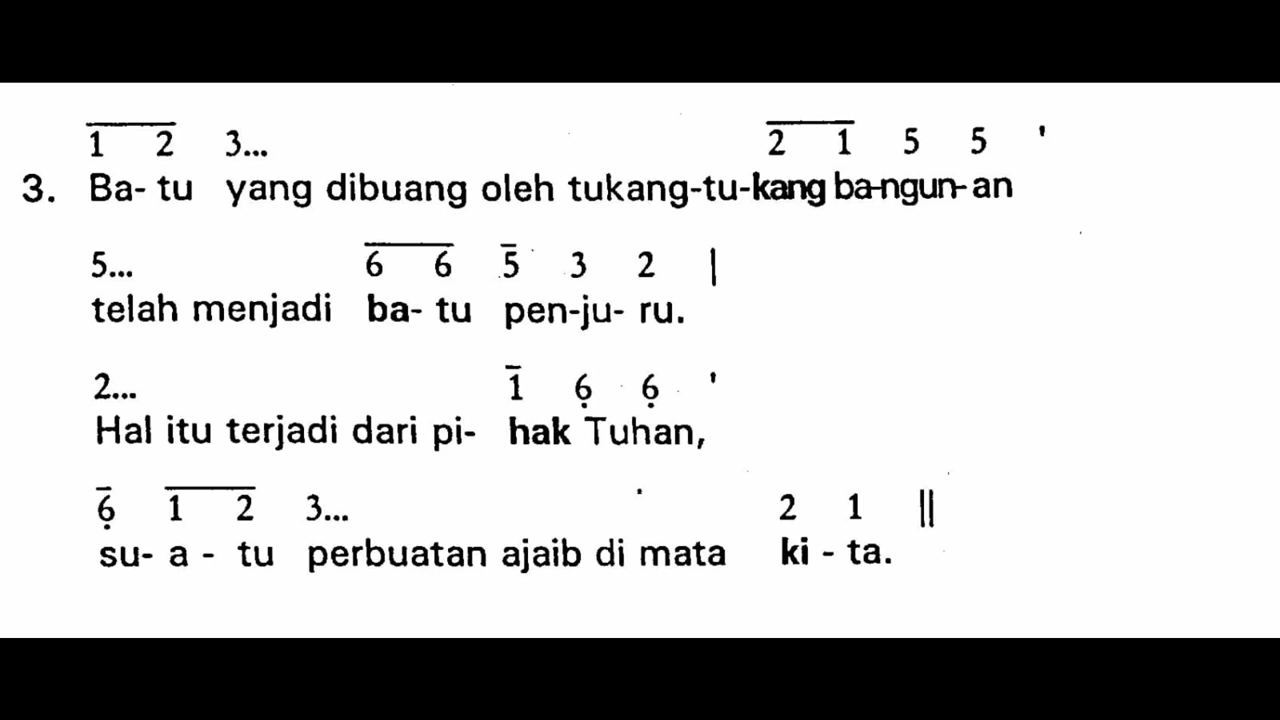 1 2 3... 2 1 5 5 '
3. Ba- tu yang dibuang oleh tukang-tu-kang ba-ngun-an
5... 6 6 5 3 2 |
telah menjadi ba- tu pen-ju- ru.
2... 1 6 6 '
Hal itu terjadi dari pi- hak Tuhan,
6 1 2 3... 2 1 ||
su- a - tu perbuatan ajaib di mata ki - ta.